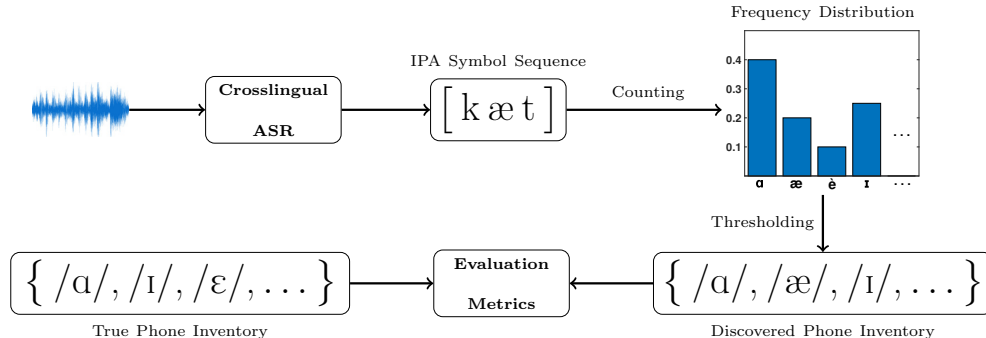 Frequency Distribution
IPA Symbol Sequence
Crosslingual
ASR
[ k æ t ]
Counting
0.4
0.3
0.2
0.1
...
ɑ æ è ɪ ...
Thresholding
{ /ɑ/, /ɪ/, /ɛ/, ... }
Evaluation
Metrics
{ /ɑ/, /æ/, /ɪ/, ... }
True Phone Inventory
Discovered Phone Inventory